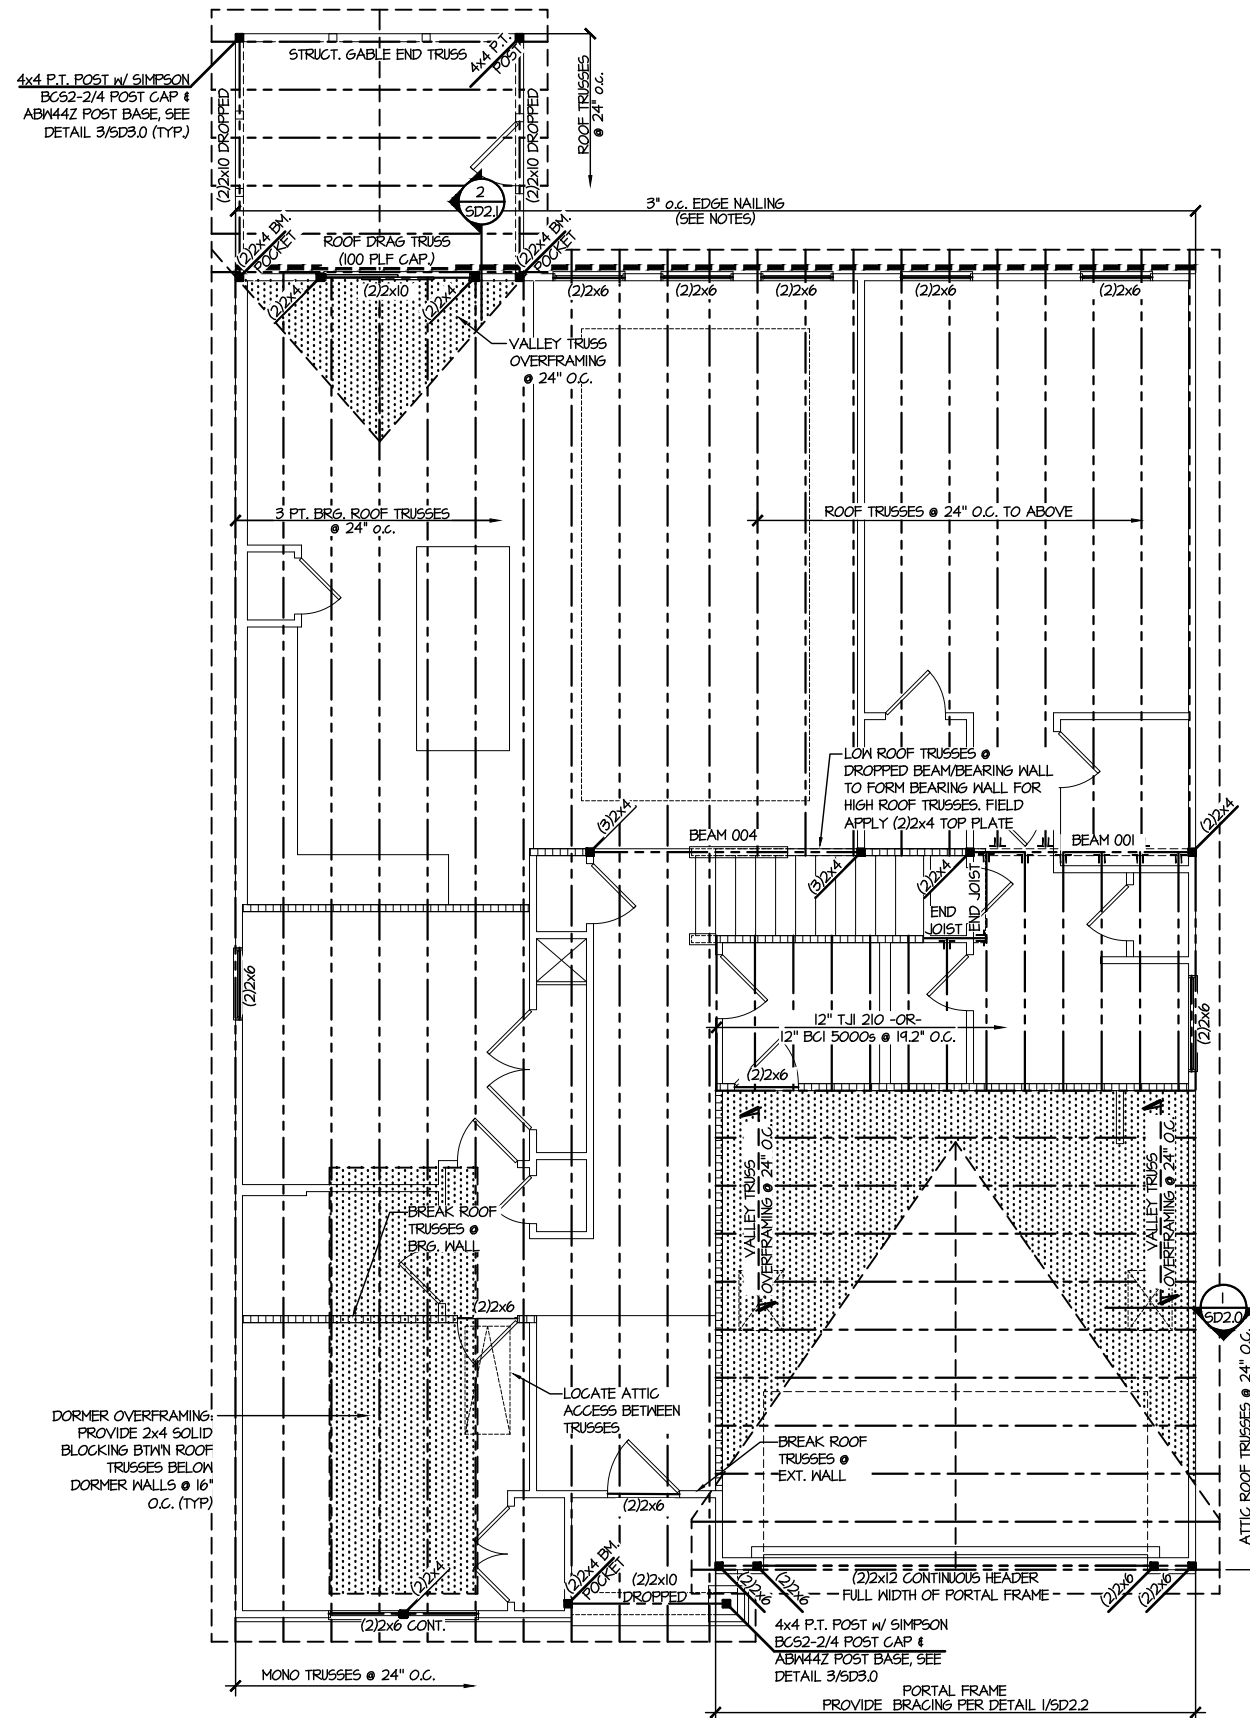 STRUCT. GABLE END TRUSS
4x4 P.T.
POST
4x4 P.T. POST w/ SIMPSON
BCS2-2/4 POST CAP &
ABW44Z POST BASE, SEE
DETAIL 3/SD3.0 (TYP.)
(2)2x10 DROPPED
(2)2x10 DROPPED
ROOF TRUSSES
@ 24" o.c.
2
SD2.1
3" o.c. EDGE NAILING
(SEE NOTES)
(2)2x4 BM.
POCKET
ROOF DRAG TRUSS
(100 PLF CAP.)
(2)2x4 BM.
POCKET
(2)2x4
(2)2x10
(2)2x4
(2)2x6
(2)2x6
(2)2x6
(2)2x6
(2)2x6
VALLEY TRUSS
OVERFRAMING
@ 24" O.C.
3 PT. BRG. ROOF TRUSSES
@ 24" o.c.
ROOF TRUSSES @ 24" O.C. TO ABOVE
LOW ROOF TRUSSES @
DROPPED BEAM/BEARING WALL
TO FORM BEARING WALL FOR
HIGH ROOF TRUSSES. FIELD
APPLY (2)2x4 TOP PLATE
(3)2x4
BEAM 004
BEAM 001
(2)2x4
(3)2x4
(2)2x4
END
JOIST
END JOIST
(2)2x6
(2)2x6
12" TJI 210 -OR-
12" BCI 5000s @ 19.2" O.C.
(2)2x6
VALLEY TRUSS
OVERFRAMING @ 24" O.C.
VALLEY TRUSS
OVERFRAMING @ 24" O.C.
BREAK ROOF
TRUSSES @
BRG. WALL
(2)2x6
1
SD2.0
ATTIC ROOF TRUSSES @ 24" O.C.
LOCATE ATTIC
ACCESS BETWEEN
TRUSSES
DORMER OVERFRAMING:
PROVIDE 2x4 SOLID
BLOCKING BTW'N ROOF
TRUSSES BELOW
DORMER WALLS @ 16"
O.C. (TYP)
BREAK ROOF
TRUSSES @
EXT. WALL
(2)2x6
(2)2x4
(2)2x4 BM.
POCKET
(2)2x10
DROPPED
(2)2x6
(2)2x6
(2)2x12 CONTINUOUS HEADER
FULL WIDTH OF PORTAL FRAME
(2)2x6
(2)2x6
(2)2x6 CONT.
4x4 P.T. POST w/ SIMPSON
BCS2-2/4 POST CAP &
ABW44Z POST BASE, SEE
DETAIL 3/SD3.0
MONO TRUSSES @ 24" O.C.
PORTAL FRAME
PROVIDE BRACING PER DETAIL 1/SD2.2